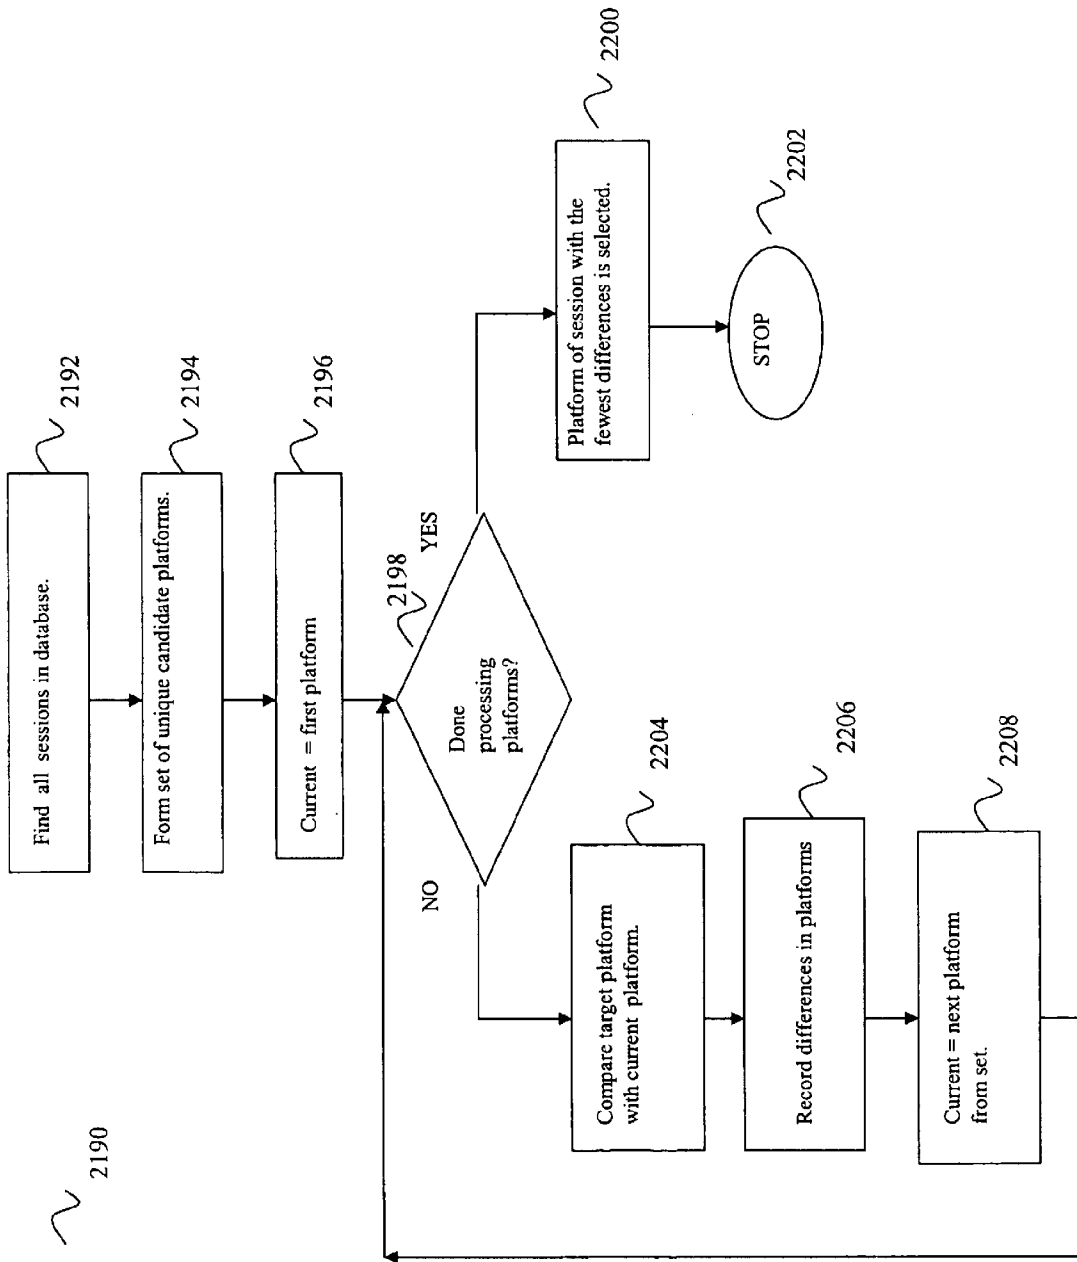 2190
Find all sessions in database.
2192
Form set of unique candidate platforms.
2194
Current = first platform
2196
2198
Done
processing
platforms?
YES
NO
Platform of session with the
fewest differences is selected.
2200
STOP
2202
Compare target platform
with current platform.
2204
Record differences in platforms
2206
Current = next platform
from set.
2208